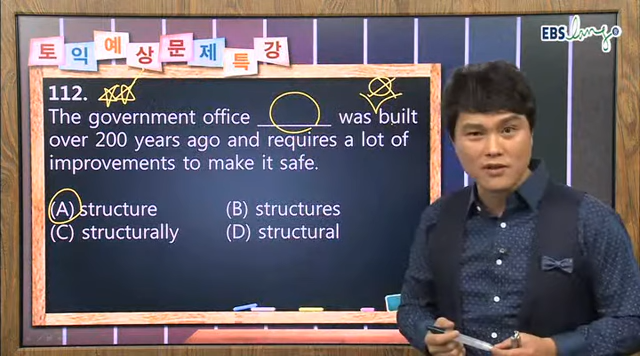 토익예상문제특강
EBSlingo
112.
The government office ________ was built
over 200 years ago and requires a lot of
improvements to make it safe.
(A) structure
(B) structures
(C) structurally
(D) structural